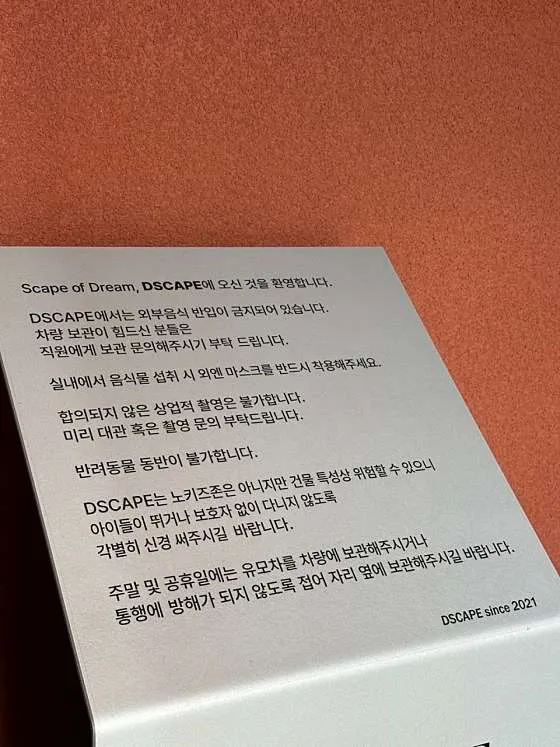 Scape of Dream, DSCAPE에 오신 것을 환영합니다.
DSCAPE에서는 외부음식 반입이 금지되어 있습니다.
차량 보관이 힘드신 분들은
직원에게 보관 문의해주시기 부탁 드립니다.
실내에서 음식물 섭취 시 외엔 마스크를 반드시 착용해주세요.
합의되지 않은 상업적 촬영은 불가합니다.
미리 대관 혹은 촬영 문의 부탁드립니다.
반려동물 동반이 불가합니다.
DSCAPE는 노키즈존은 아니지만 건물 특성상 위험할 수 있으니
아이들이 뛰거나 보호자 없이 다니지 않도록
각별히 신경 써주시길 바랍니다.
주말 및 공휴일에는 유모차를 차량에 보관해주시거나
통행에 방해가 되지 않도록 접어 자리 옆에 보관해주시길 바랍니다.
DSCAPE since 2021